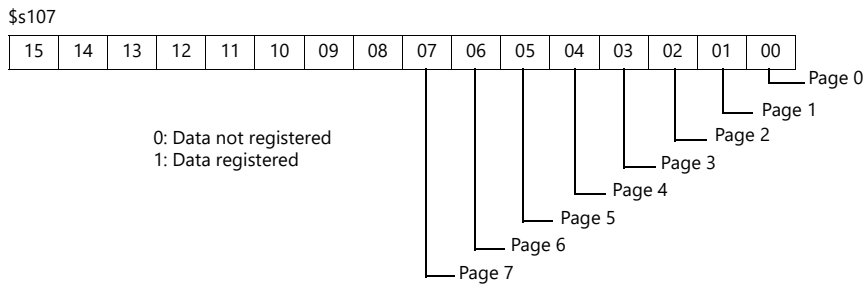 $s107
15 14 13 12 11 10 09 08 07 06 05 04 03 02 01 00
Page 0
Page 1
0: Data not registered
Page 2
1: Data registered
Page 3
Page 4
Page 5
Page 6
Page 7